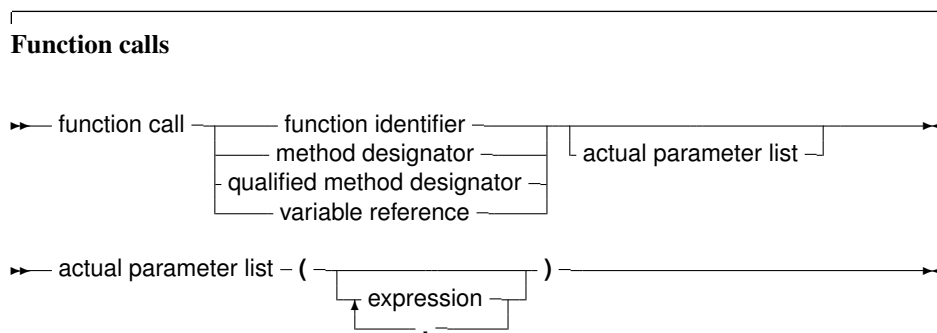 Function calls
function call function identifier
method designator actual parameter list
qualified method designator
variable reference
actual parameter list ( )
expression